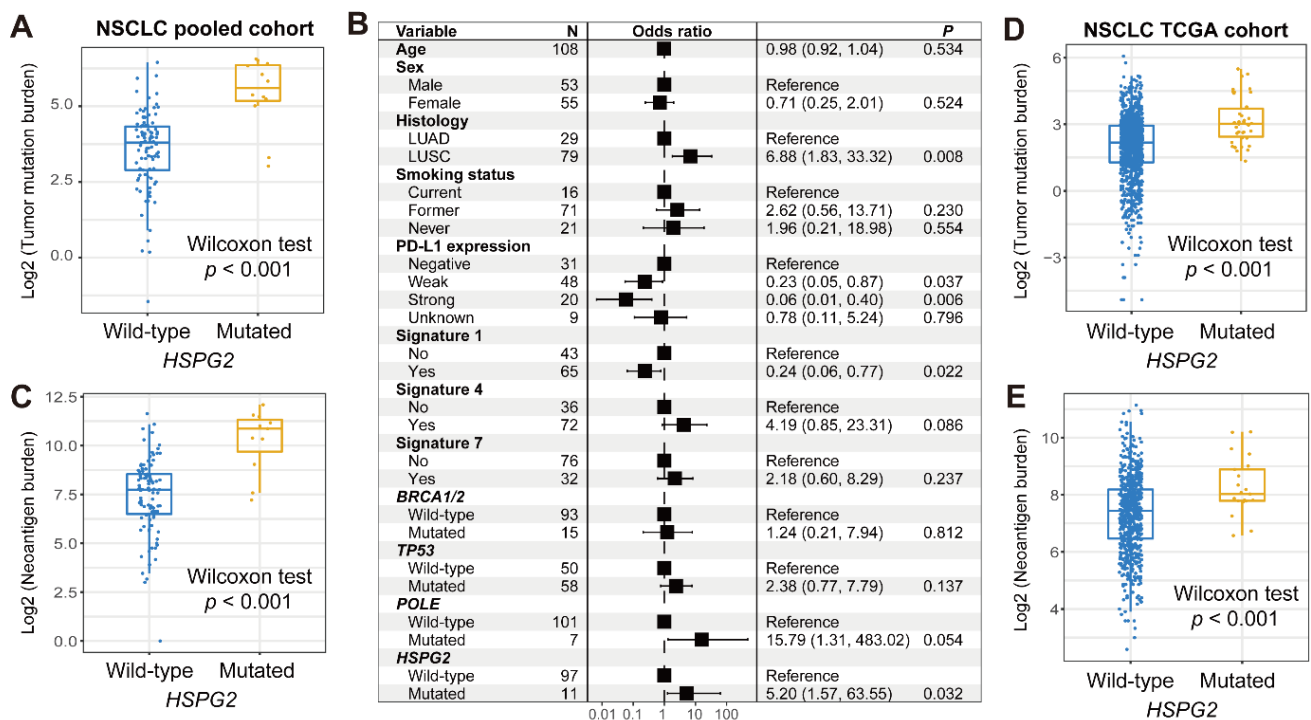 A
NSCLC pooled cohort
Log2 (Tumor mutation burden)
5.0
2.5
0.0
Wilcoxon test
p < 0.001
Wild-type Mutated
HSPG2
B
Variable N Odds ratio P
Age 108 0.98 (0.92, 1.04) 0.534
Sex
Male 53 Reference
Female 55 0.71 (0.25, 2.01) 0.524
Histology
LUAD 29 Reference
LUSC 79 6.88 (1.83, 33.32) 0.008
Smoking status
Current 16 Reference
Former 71 2.62 (0.56, 13.71) 0.230
Never 21 1.96 (0.21, 18.98) 0.554
PD-L1 expression
Negative 31 Reference
Weak 48 0.23 (0.05, 0.87) 0.037
Strong 20 0.06 (0.01, 0.40) 0.006
Unknown 9 0.78 (0.11, 5.24) 0.796
Signature 1
No 43 Reference
Yes 65 0.24 (0.06, 0.77) 0.022
Signature 4
No 36 Reference
Yes 72 4.19 (0.85, 23.31) 0.086
Signature 7
No 76 Reference
Yes 32 2.18 (0.60, 8.29) 0.237
BRCA1/2
Wild-type 93 Reference
Mutated 15 1.24 (0.21, 7.94) 0.812
TP53
Wild-type 50 Reference
Mutated 58 2.38 (0.77, 7.79) 0.137
POLE
Wild-type 101 Reference
Mutated 7 15.79 (1.31, 483.02) 0.054
HSPG2
Wild-type 97 Reference
Mutated 11 5.20 (1.57, 63.55) 0.032
0.01 0.1 1 10 100
C
Log2 (Neoantigen burden)
12.5
10.0
7.5
5.0
2.5
0.0
Wilcoxon test
p < 0.001
Wild-type Mutated
HSPG2
D
NSCLC TCGA cohort
Log2 (Tumor mutation burden)
6
3
0
−3
Wilcoxon test
p < 0.001
Wild-type Mutated
HSPG2
E
Log2 (Neoantigen burden)
10
8
6
4
Wilcoxon test
p < 0.001
Wild-type Mutated
HSPG2